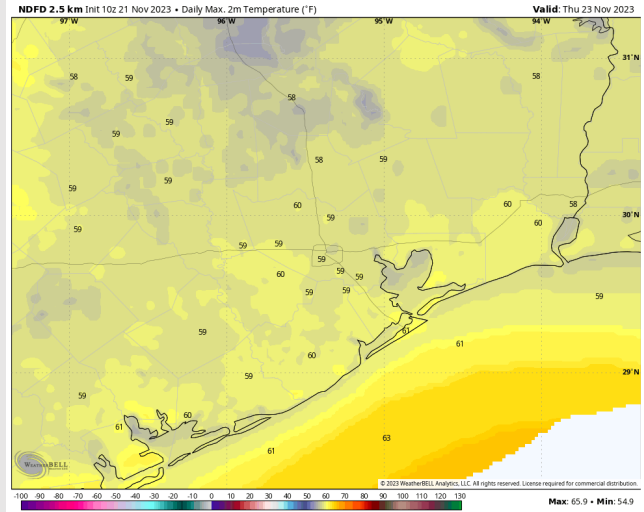 NDFD 2.5 km Init 10z 21 Nov 2023 • Daily Max. 2m Temperature (°F)
Valid: Thu 23 Nov 2023
97°W 96°W 95°W 94°W
31°N
58 59 58
58
59
59
58 59
59
59
60 60 58
59 60
30°N
59
59 59
59
60 59 59
59 59
59
59 61
61
60
29°N
59
59
60
61
63
61
WEATHERBELL
© 2023 WeatherBELL Analytics, LLC. All rights reserved. License required for commercial distribution.
-100 -90 -80 -70 -60 -50 -40 -30 -20 -10 0 10 20 30 40 50 60 70 80 90 100 110 120 130
Max: 65.9 • Min: 54.9